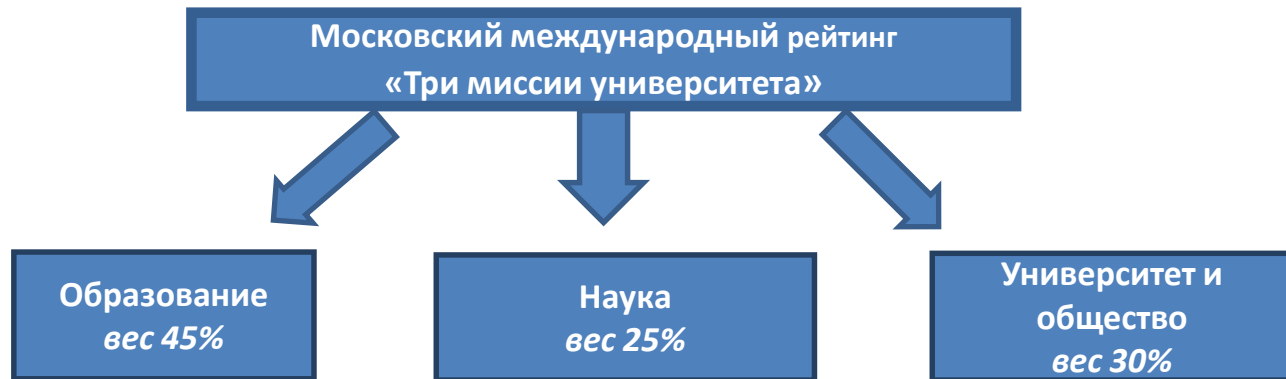 Московский международный рейтинг
«Три миссии университета»
Образование
вес 45%
Наука
вес 25%
Университет и
общество
вес 30%